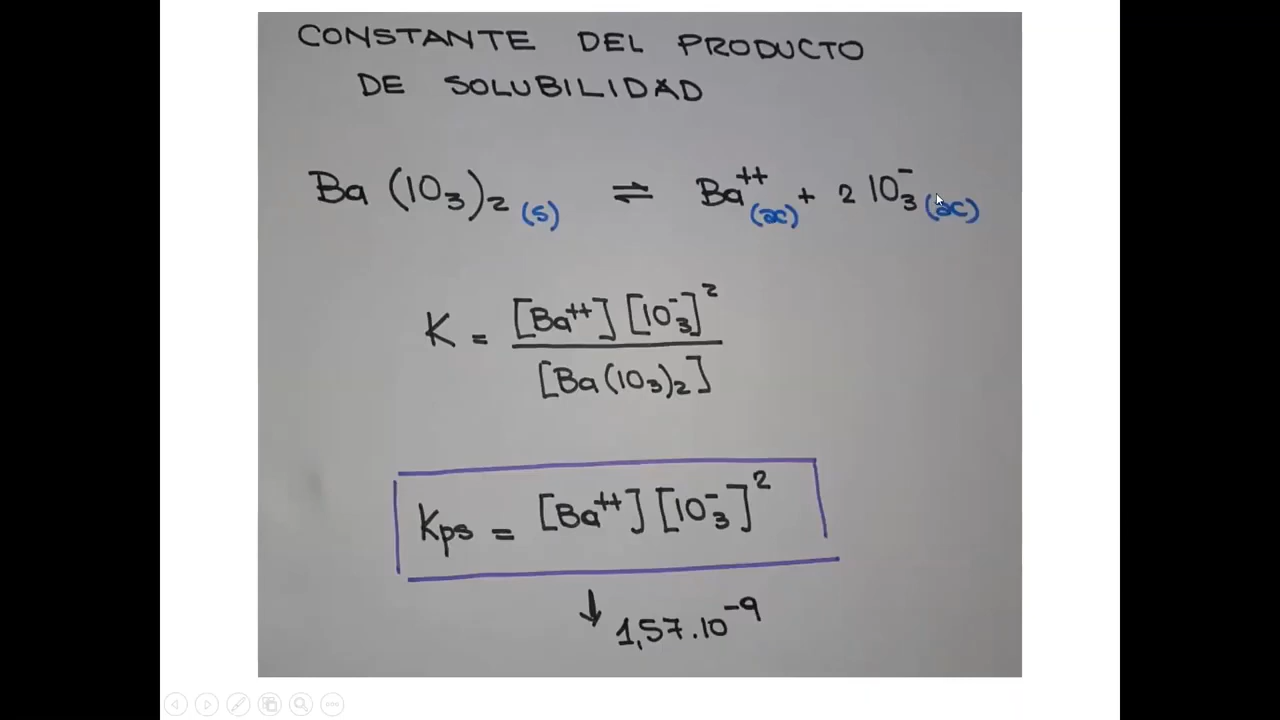 CONSTANTE DEL PRODUCTO
DE SOLUBILIDAD
Ba (IO₃)₂ (s) ⇌ Ba⁺⁺(ac) + 2 IO₃⁻(ac)
K = [Ba⁺⁺] [IO₃⁻]²
[Ba(IO₃)₂]
Kps = [Ba⁺⁺] [IO₃⁻]²
↓ 1,57.10⁻⁹